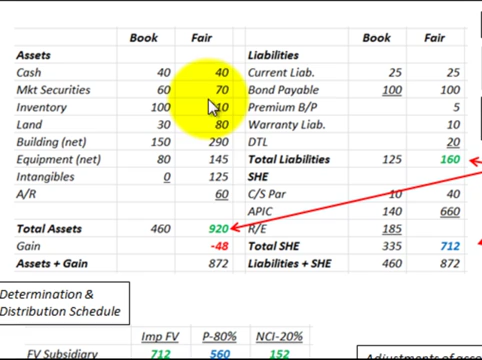 Book Fair Book Fair
Assets Liabilities
Cash 40 40 Current Liab. 25 25
Mkt Securities 60 70 Bond Payable 100 100
Inventory 100 10 Premium B/P 5
Land 30 80 Warranty Liab. 10
Building (net) 150 290 DTL 20
Equipment (net) 80 145 Total Liabilities 125 160
Intangibles 0 125 SHE
A/R 60 C/S Par 10 40
APIC 140 660
Total Assets 460 920 R/E 185
Gain -48 Total SHE 335 712
Assets + Gain 872 Liabilities + SHE 460 872
Determination &
Distribution Schedule
Imp FV P-80% NCI-20%
FV Subsidiary 712 560 152